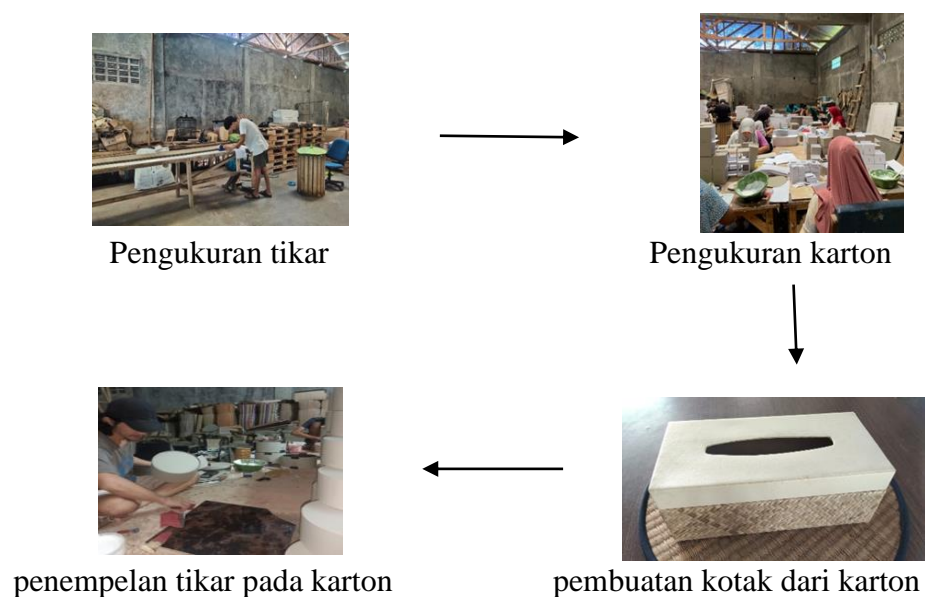 Pengukuran tikar
Pengukuran karton
penempelan tikar pada karton
pembuatan kotak dari karton